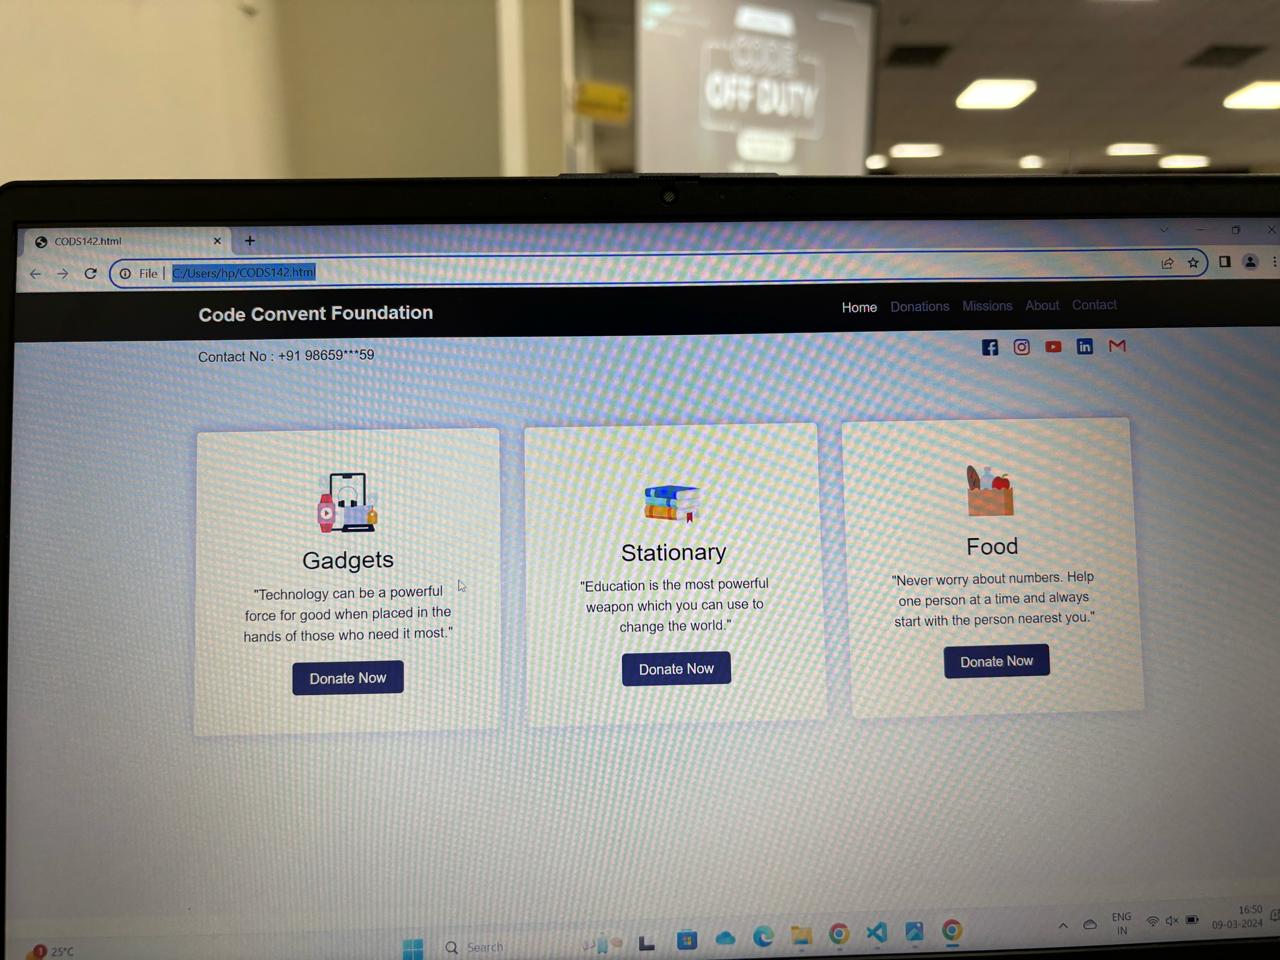 CODE
OFF DUTY
CODS142.html
File
C:/Users/hp/CODS142.html
Code Convent Foundation
Home Donations Missions About Contact
Contact No : +91 98659***59
Gadgets
"Technology can be a powerful
force for good when placed in the
hands of those who need it most."
Donate Now
Stationary
"Education is the most powerful
weapon which you can use to
change the world."
Donate Now
Food
"Never worry about numbers. Help
one person at a time and always
start with the person nearest you."
Donate Now
1
25°C
Search
ENG
IN
16:50
09-03-2024